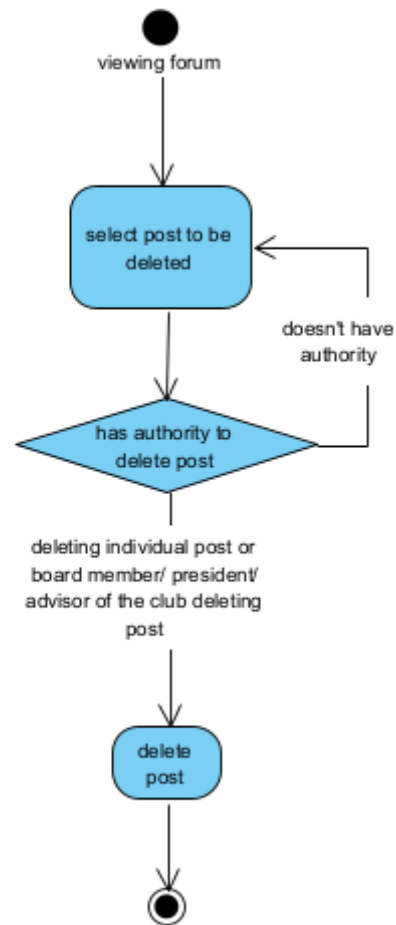 viewing forum
select post to be
deleted
doesn't have
authority
has authority to
delete post
deleting individual post or
board member/ president/
advisor of the club deleting
post
delete
post